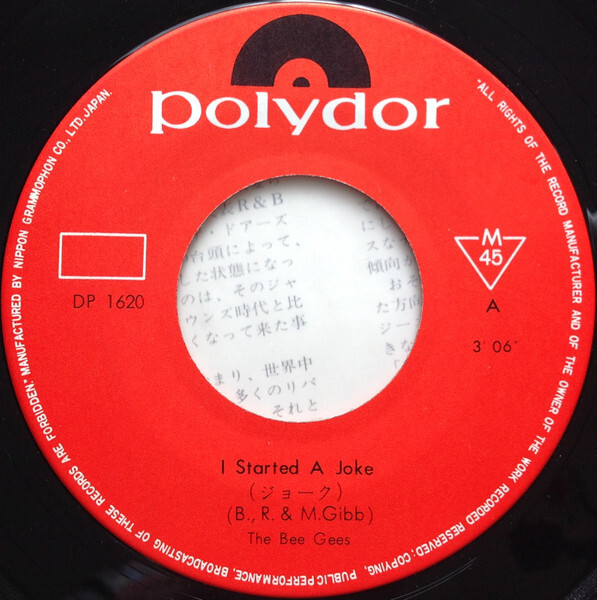 polydor
"ALL RIGHTS OF THE RECORD MANUFACTURER AND OF THE OWNER OF THE WORK RECORDED RESERVED: COPYING, PUBLIC PERFORMANCE, BROADCASTING OF THESE RECORDS ARE FORBIDDEN." MANUFACTURED BY NIPPON GRAMMOPHON CO., LTD. JAPAN.
DP 1620
M
45
A
3' 06"
R&B
・ドアーズ
台頭によって、
した状態になっ
のは、そのジャ
ウンズ時代と比
くなって来た事
まり、世界中
多くのリバ
それと
にし
スな
傾向が
おそ
た方向
ジー
きな
I Started A Joke
(ジョーク)
(B., R. & M.Gibb)
The Bee Gees